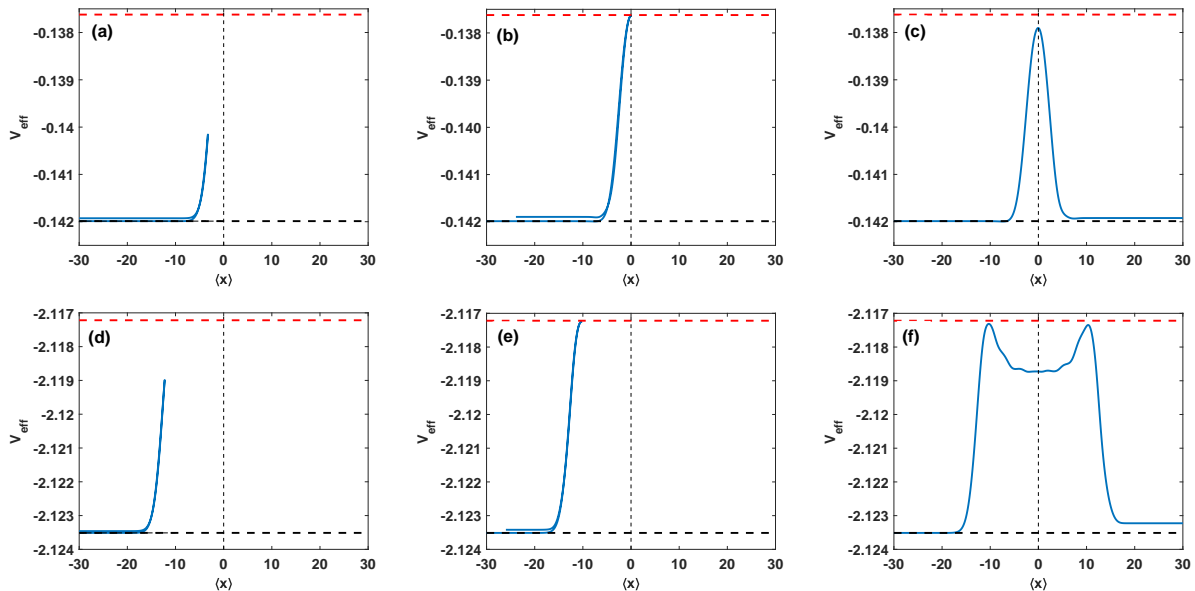 (a)
-0.138
-0.139
-0.14
-0.141
-0.142
V_eff
-30 -20 -10 0 10 20 30
⟨x⟩
(b)
-0.138
-0.139
-0.140
-0.141
-0.142
V_eff
-30 -20 -10 0 10 20 30
⟨x⟩
(c)
-0.138
-0.139
-0.14
-0.141
-0.142
V_eff
-30 -20 -10 0 10 20 30
⟨x⟩
(d)
-2.117
-2.118
-2.119
-2.12
-2.121
-2.122
-2.123
-2.124
V_eff
-30 -20 -10 0 10 20 30
⟨x⟩
(e)
-2.117
-2.118
-2.119
-2.12
-2.121
-2.122
-2.123
-2.124
V_eff
-30 -20 -10 0 10 20 30
⟨x⟩
(f)
-2.117
-2.118
-2.119
-2.12
-2.121
-2.122
-2.123
-2.124
V_eff
-30 -20 -10 0 10 20 30
⟨x⟩